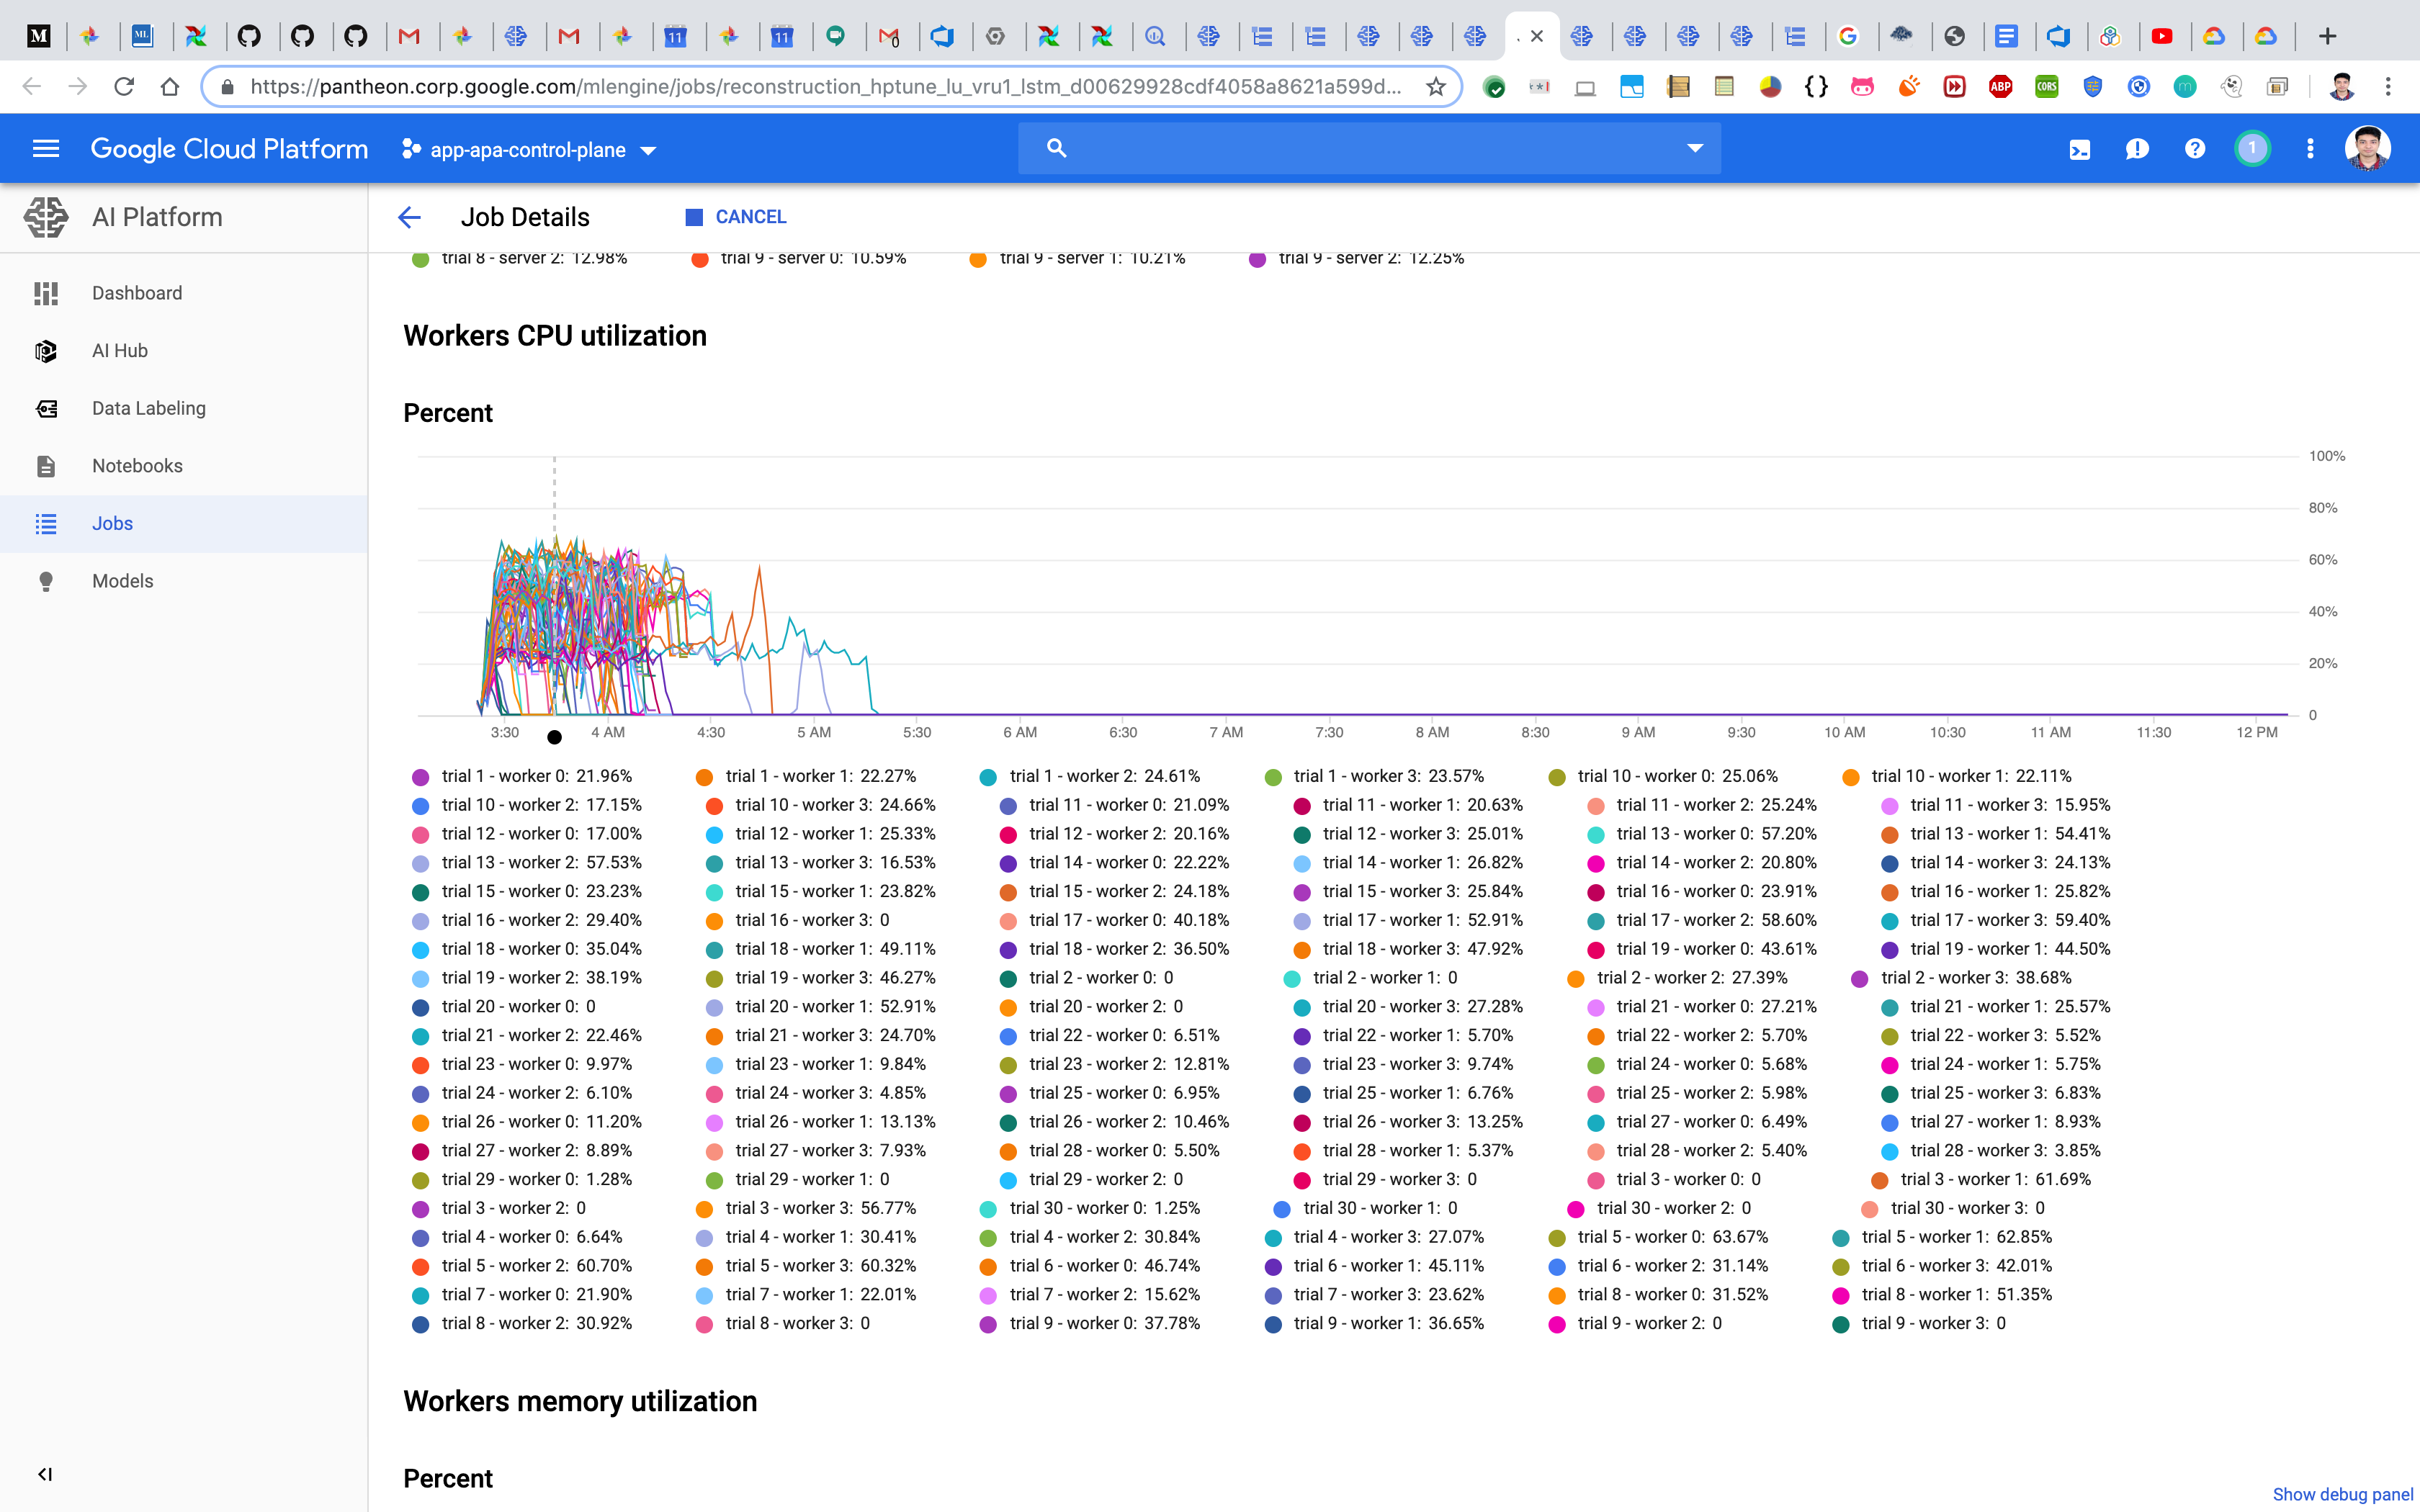 https://pantheon.corp.google.com/mlengine/jobs/reconstruction_hptune_lu_vru1_lstm_d00629928cdf4058a8621a599d...
Google Cloud Platform app-apa-control-plane 1
AI Platform
Job Details CANCEL
trial 8 - server 2: 12.98% trial 9 - server 0: 10.59% trial 9 - server 1: 10.21% trial 9 - server 2: 12.25%
Dashboard
AI Hub
Data Labeling
Notebooks
Jobs
Models
Workers CPU utilization
Percent
100%
80%
60%
40%
20%
0
3:30 4 AM 4:30 5 AM 5:30 6 AM 6:30 7 AM 7:30 8 AM 8:30 9 AM 9:30 10 AM 10:30 11 AM 11:30 12 PM
trial 1 - worker 0: 21.96% trial 1 - worker 1: 22.27% trial 1 - worker 2: 24.61% trial 1 - worker 3: 23.57% trial 10 - worker 0: 25.06% trial 10 - worker 1: 22.11%
trial 10 - worker 2: 17.15% trial 10 - worker 3: 24.66% trial 11 - worker 0: 21.09% trial 11 - worker 1: 20.63% trial 11 - worker 2: 25.24% trial 11 - worker 3: 15.95%
trial 12 - worker 0: 17.00% trial 12 - worker 1: 25.33% trial 12 - worker 2: 20.16% trial 12 - worker 3: 25.01% trial 13 - worker 0: 57.20% trial 13 - worker 1: 54.41%
trial 13 - worker 2: 57.53% trial 13 - worker 3: 16.53% trial 14 - worker 0: 22.22% trial 14 - worker 1: 26.82% trial 14 - worker 2: 20.80% trial 14 - worker 3: 24.13%
trial 15 - worker 0: 23.23% trial 15 - worker 1: 23.82% trial 15 - worker 2: 24.18% trial 15 - worker 3: 25.84% trial 16 - worker 0: 23.91% trial 16 - worker 1: 25.82%
trial 16 - worker 2: 29.40% trial 16 - worker 3: 0 trial 17 - worker 0: 40.18% trial 17 - worker 1: 52.91% trial 17 - worker 2: 58.60% trial 17 - worker 3: 59.40%
trial 18 - worker 0: 35.04% trial 18 - worker 1: 49.11% trial 18 - worker 2: 36.50% trial 18 - worker 3: 47.92% trial 19 - worker 0: 43.61% trial 19 - worker 1: 44.50%
trial 19 - worker 2: 38.19% trial 19 - worker 3: 46.27% trial 2 - worker 0: 0 trial 2 - worker 1: 0 trial 2 - worker 2: 27.39% trial 2 - worker 3: 38.68%
trial 20 - worker 0: 0 trial 20 - worker 1: 52.91% trial 20 - worker 2: 0 trial 20 - worker 3: 27.28% trial 21 - worker 0: 27.21% trial 21 - worker 1: 25.57%
trial 21 - worker 2: 22.46% trial 21 - worker 3: 24.70% trial 22 - worker 0: 6.51% trial 22 - worker 1: 5.70% trial 22 - worker 2: 5.70% trial 22 - worker 3: 5.52%
trial 23 - worker 0: 9.97% trial 23 - worker 1: 9.84% trial 23 - worker 2: 12.81% trial 23 - worker 3: 9.74% trial 24 - worker 0: 5.68% trial 24 - worker 1: 5.75%
trial 24 - worker 2: 6.10% trial 24 - worker 3: 4.85% trial 25 - worker 0: 6.95% trial 25 - worker 1: 6.76% trial 25 - worker 2: 5.98% trial 25 - worker 3: 6.83%
trial 26 - worker 0: 11.20% trial 26 - worker 1: 13.13% trial 26 - worker 2: 10.46% trial 26 - worker 3: 13.25% trial 27 - worker 0: 6.49% trial 27 - worker 1: 8.93%
trial 27 - worker 2: 8.89% trial 27 - worker 3: 7.93% trial 28 - worker 0: 5.50% trial 28 - worker 1: 5.37% trial 28 - worker 2: 5.40% trial 28 - worker 3: 3.85%
trial 29 - worker 0: 1.28% trial 29 - worker 1: 0 trial 29 - worker 2: 0 trial 29 - worker 3: 0 trial 3 - worker 0: 0 trial 3 - worker 1: 61.69%
trial 3 - worker 2: 0 trial 3 - worker 3: 56.77% trial 30 - worker 0: 1.25% trial 30 - worker 1: 0 trial 30 - worker 2: 0 trial 30 - worker 3: 0
trial 4 - worker 0: 6.64% trial 4 - worker 1: 30.41% trial 4 - worker 2: 30.84% trial 4 - worker 3: 27.07% trial 5 - worker 0: 63.67% trial 5 - worker 1: 62.85%
trial 5 - worker 2: 60.70% trial 5 - worker 3: 60.32% trial 6 - worker 0: 46.74% trial 6 - worker 1: 45.11% trial 6 - worker 2: 31.14% trial 6 - worker 3: 42.01%
trial 7 - worker 0: 21.90% trial 7 - worker 1: 22.01% trial 7 - worker 2: 15.62% trial 7 - worker 3: 23.62% trial 8 - worker 0: 31.52% trial 8 - worker 1: 51.35%
trial 8 - worker 2: 30.92% trial 8 - worker 3: 0 trial 9 - worker 0: 37.78% trial 9 - worker 1: 36.65% trial 9 - worker 2: 0 trial 9 - worker 3: 0
Workers memory utilization
Percent
Show debug panel